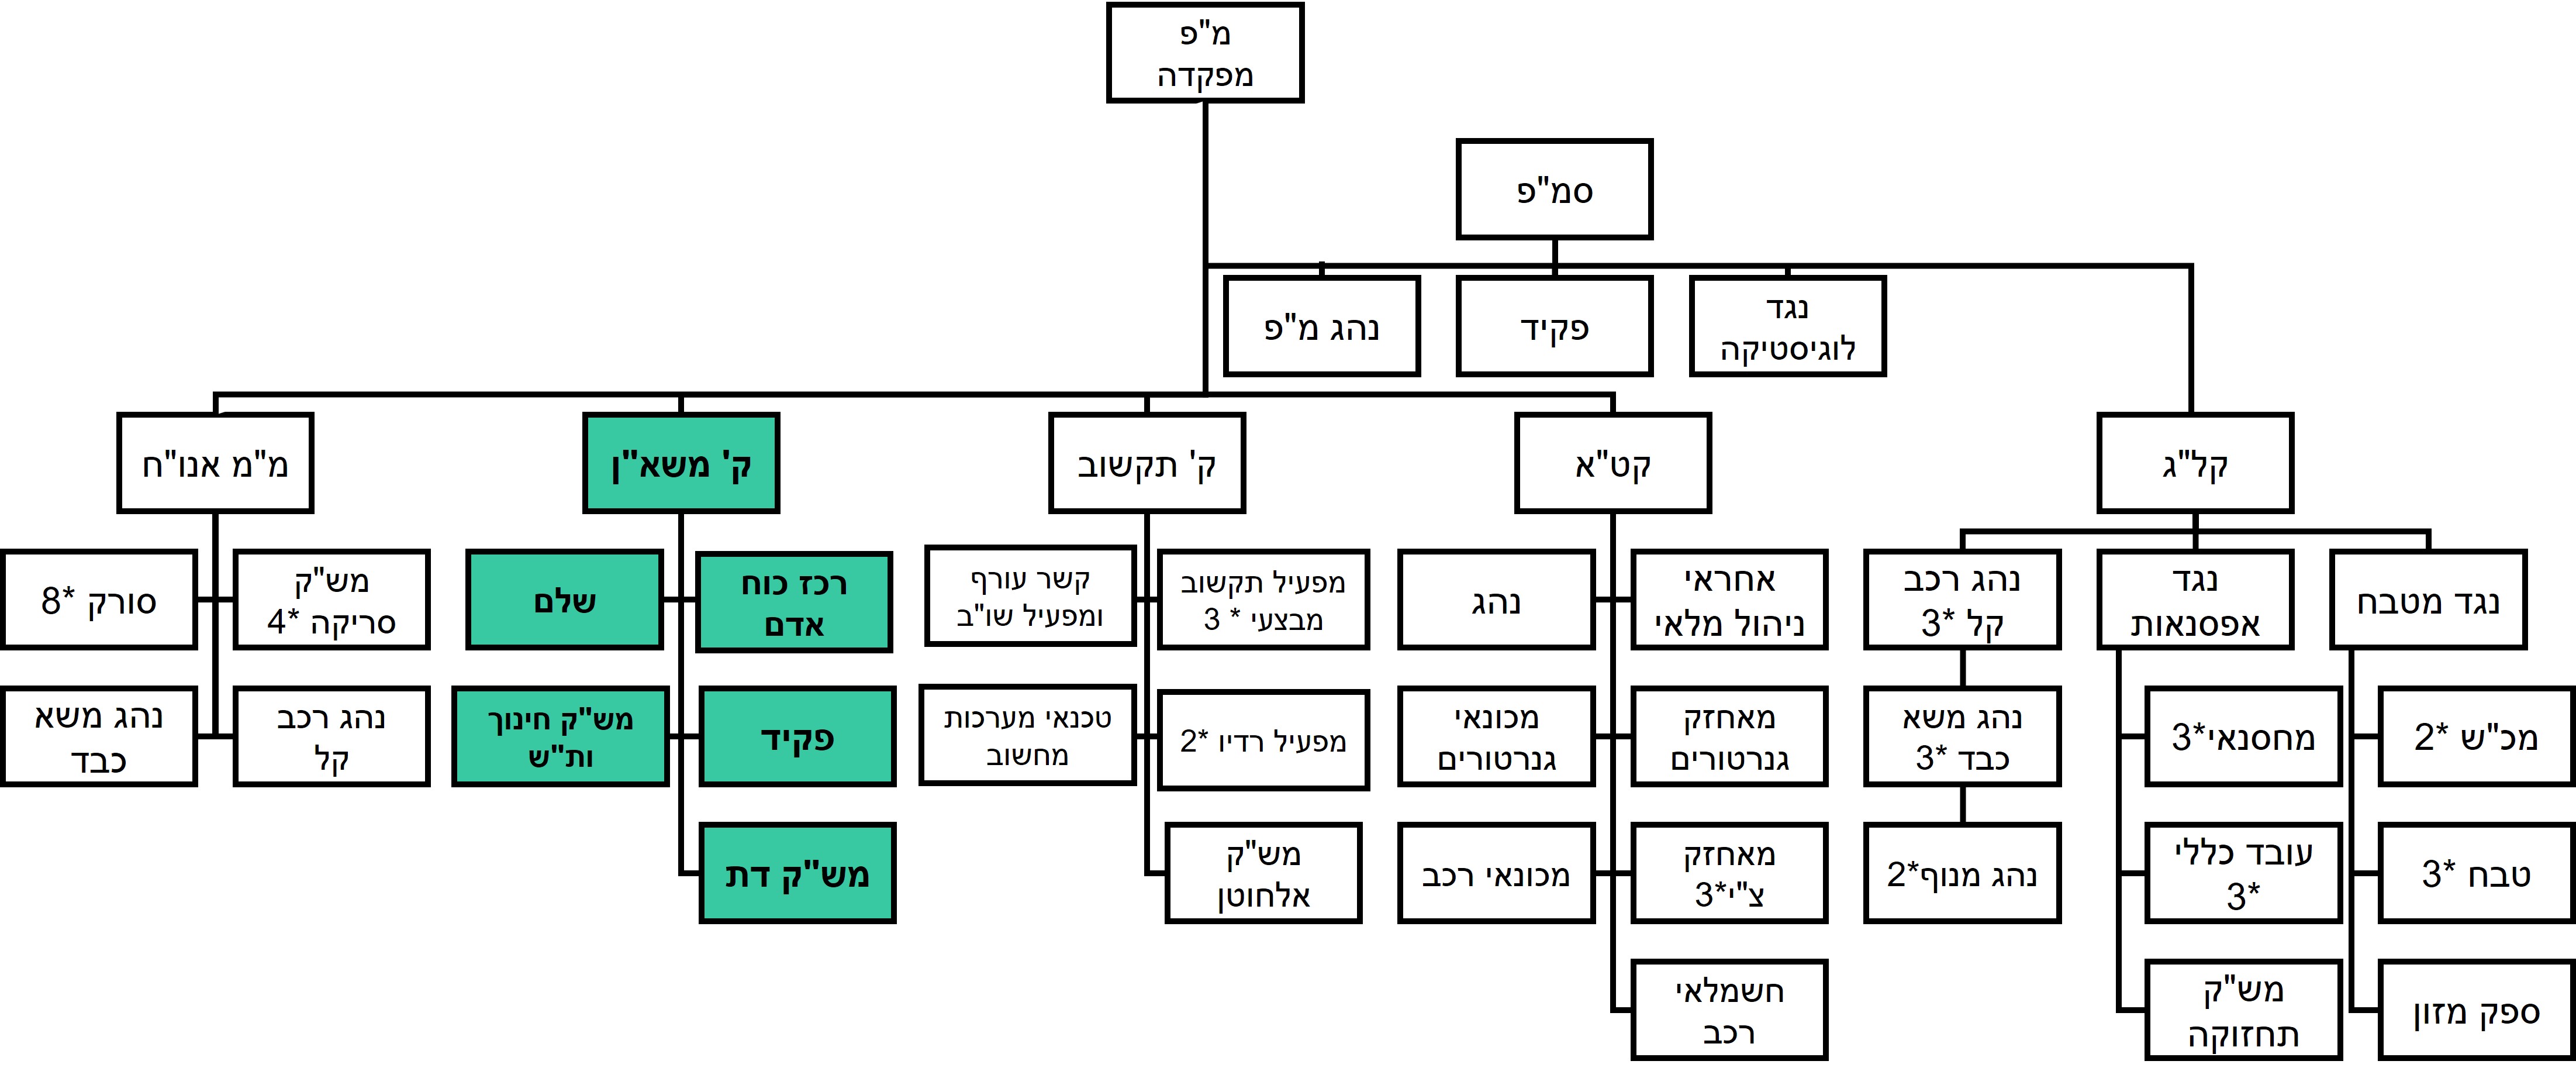 מ"פ
מפקדה
סמ"פ
נגד
לוגיסטיקה
פקיד
נהג מ"פ
קל"ג
קט"א
ק' תקשוב
ק' משא"ן
מ"מ אנו"ח
נגד מטבח
נגד
אפסנאות
נהג רכב
קל *3
אחראי
ניהול מלאי
נהג
מפעיל תקשוב
מבצעי * 3
קשר עורף
ומפעיל שו"ב
רכז כוח
אדם
שלם
מש"ק
סריקה *4
סורק *8
מכ"ש *2
מחסנאי*3
נהג משא
כבד *3
מאחזק
גנרטורים
מכונאי
גנרטורים
מפעיל רדיו *2
טכנאי מערכות
מחשוב
פקיד
מש"ק חינוך
ות"ש
נהג רכב
קל
נהג משא
כבד
טבח *3
עובד כללי
*3
נהג מנוף*2
מאחזק
צ"י*3
מכונאי רכב
מש"ק
אלחוטן
מש"ק דת
ספק מזון
מש"ק
תחזוקה
חשמלאי
רכב